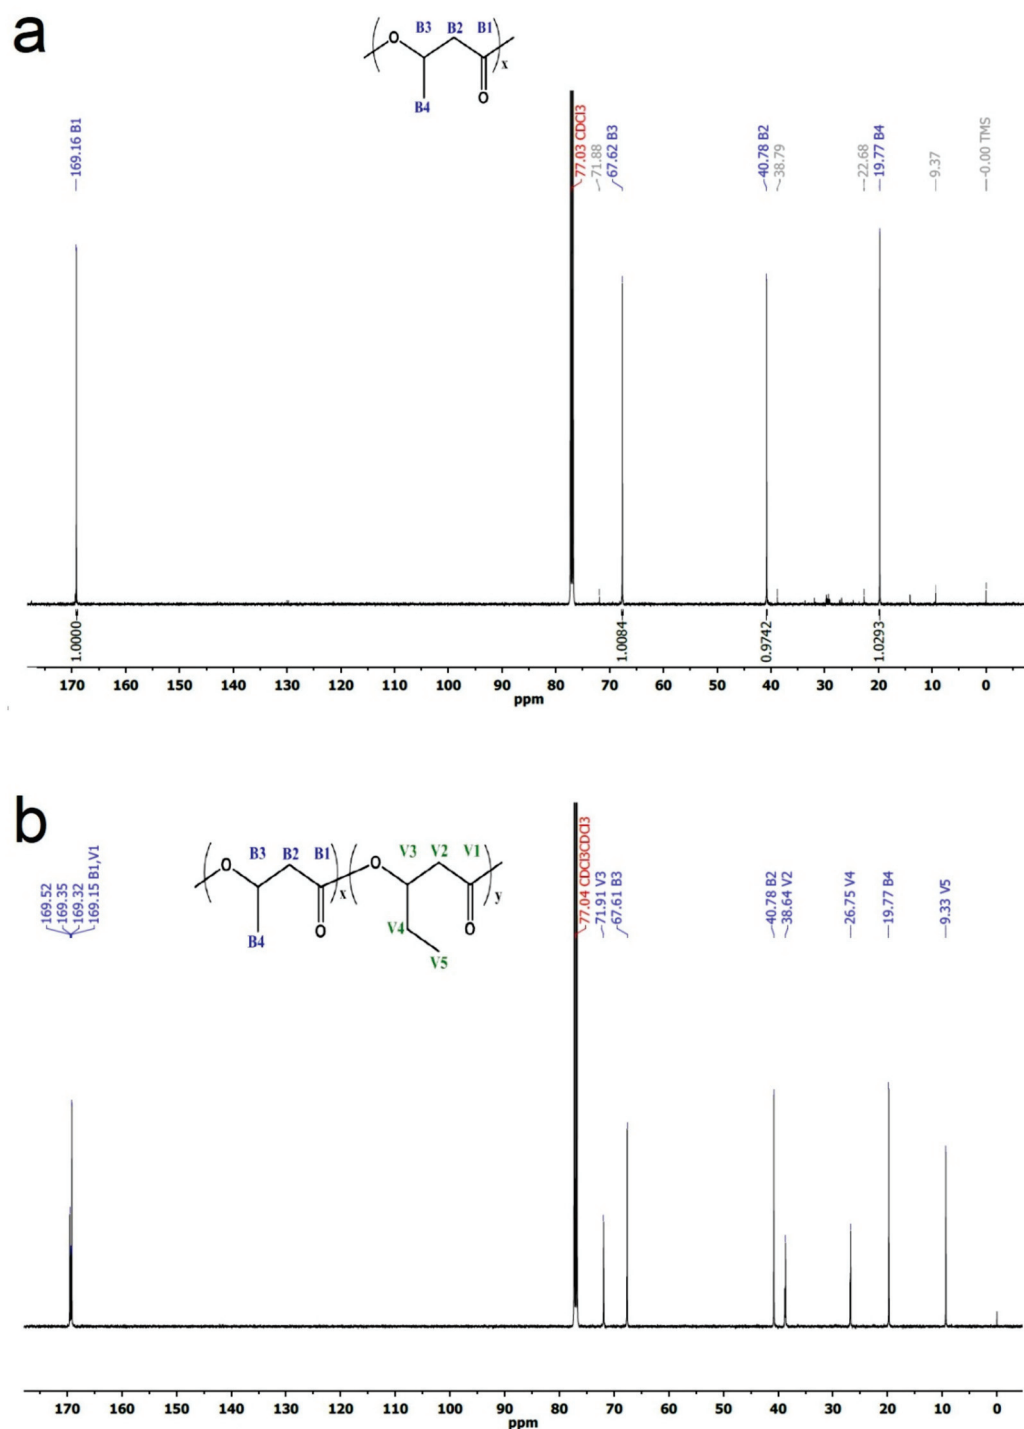 a
B3 B2 B1
O
x
O
B4
169.16 B1
77.03 CDCl3
71.88
67.62 B3
40.78 B2
38.79
22.68
19.77 B4
9.37
-0.00 TMS
1.0000
1.0084
0.9742
1.0293
170 160 150 140 130 120 110 100 90 80 70 60 50 40 30 20 10 0
ppm
b
169.52
169.35
169.32
169.15 B1,V1
B3 B2 B1
V3 V2 V1
O
O
x
y
O
O
B4
V4
V5
77.04 CDCl3CDCl3
71.91 V3
67.61 B3
40.78 B2
38.64 V2
26.75 V4
19.77 B4
9.33 V5
170 160 150 140 130 120 110 100 90 80 70 60 50 40 30 20 10 0
ppm